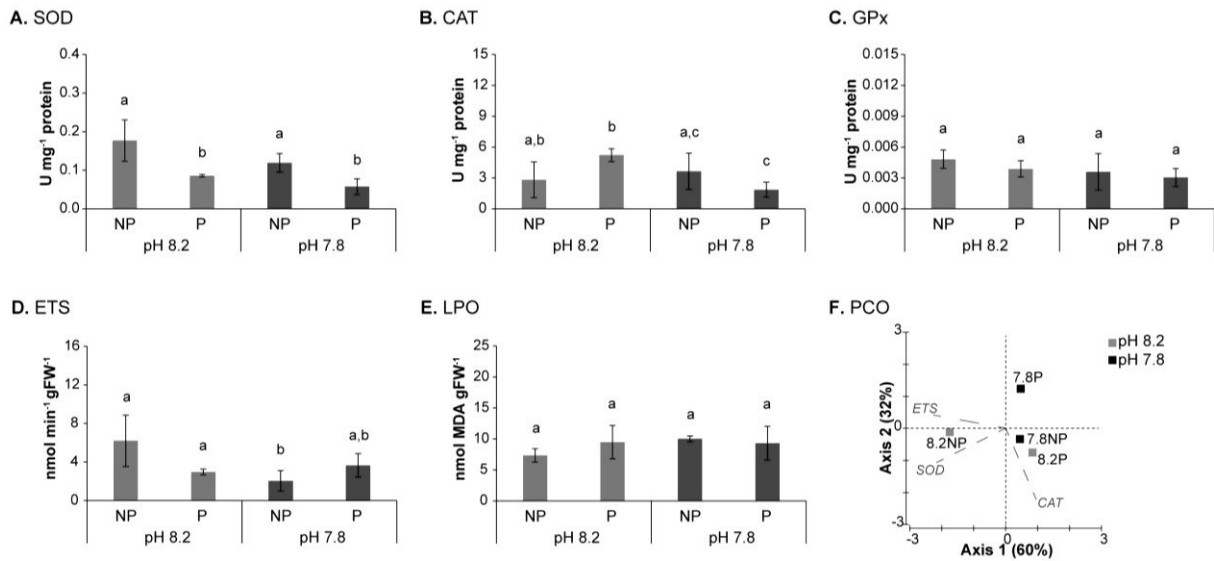 A. SOD
U mg⁻¹ protein
0.4
0.3
0.2
0.1
0.0
a
b
a
b
NP P NP P
pH 8.2 pH 7.8
B. CAT
U mg⁻¹ protein
15
12
9
6
3
0
a,b
b
a,c
c
NP P NP P
pH 8.2 pH 7.8
C. GPx
U mg⁻¹ protein
0.015
0.012
0.009
0.006
0.003
0.000
a
a
a
a
NP P NP P
pH 8.2 pH 7.8
D. ETS
nmol min⁻¹ gFW⁻¹
16
12
8
4
0
a
a
b
a,b
NP P NP P
pH 8.2 pH 7.8
E. LPO
nmol MDA gFW⁻¹
25
20
15
10
5
0
a
a
a
a
NP P NP P
pH 8.2 pH 7.8
F. PCO
pH 8.2
pH 7.8
Axis 2 (32%)
3
0
-3
7.8P
ETS
8.2NP
7.8NP
8.2P
SOD
CAT
-3 0 3
Axis 1 (60%)